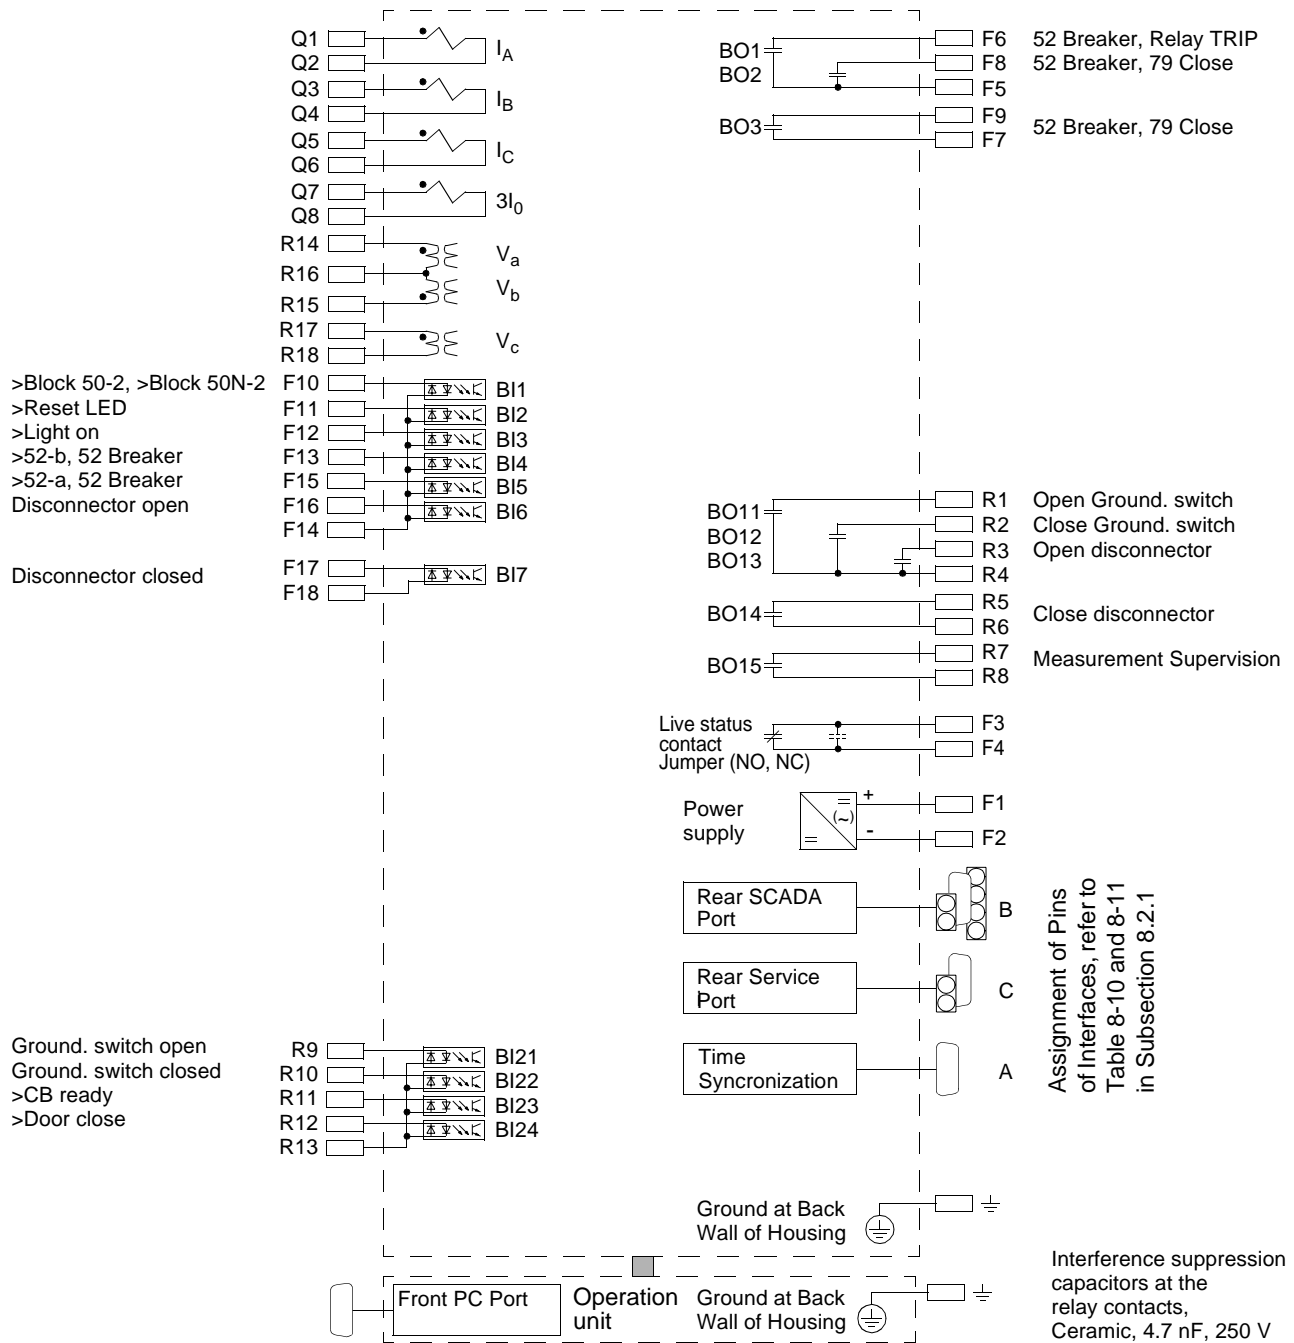 Q1
Q2
I_A
Q3
Q4
I_B
Q5
Q6
I_C
Q7
Q8
3I_0
R14
R16
R15
V_a
V_b
R17
R18
V_c
>Block 50-2, >Block 50N-2 F10 BI1
>Reset LED F11 BI2
>Light on F12 BI3
>52-b, 52 Breaker F13 BI4
>52-a, 52 Breaker F15 BI5
Disconnector open F16 BI6
F14
Disconnector closed F17 BI7
F18
Ground. switch open R9 BI21
Ground. switch closed R10 BI22
>CB ready R11 BI23
>Door close R12 BI24
R13
BO1
BO2
F6 52 Breaker, Relay TRIP
F8 52 Breaker, 79 Close
F5
BO3
F9
F7
52 Breaker, 79 Close
BO11
BO12
BO13
R1 Open Ground. switch
R2 Close Ground. switch
R3 Open disconnector
R4
BO14
R5
R6
Close disconnector
BO15
R7
R8
Measurement Supervision
Live status
contact
Jumper (NO, NC)
F3
F4
Power
supply
=
(~)
=
+
-
F1
F2
Rear SCADA
Port
B
Rear Service
Port
C
Time
Syncronization
A
Assignment of Pins
of Interfaces, refer to
Table 8-10 and 8-11
in Subsection 8.2.1
Ground at Back
Wall of Housing
Front PC Port
Operation
unit
Ground at Back
Wall of Housing
Interference suppression
capacitors at the
relay contacts,
Ceramic, 4.7 nF, 250 V